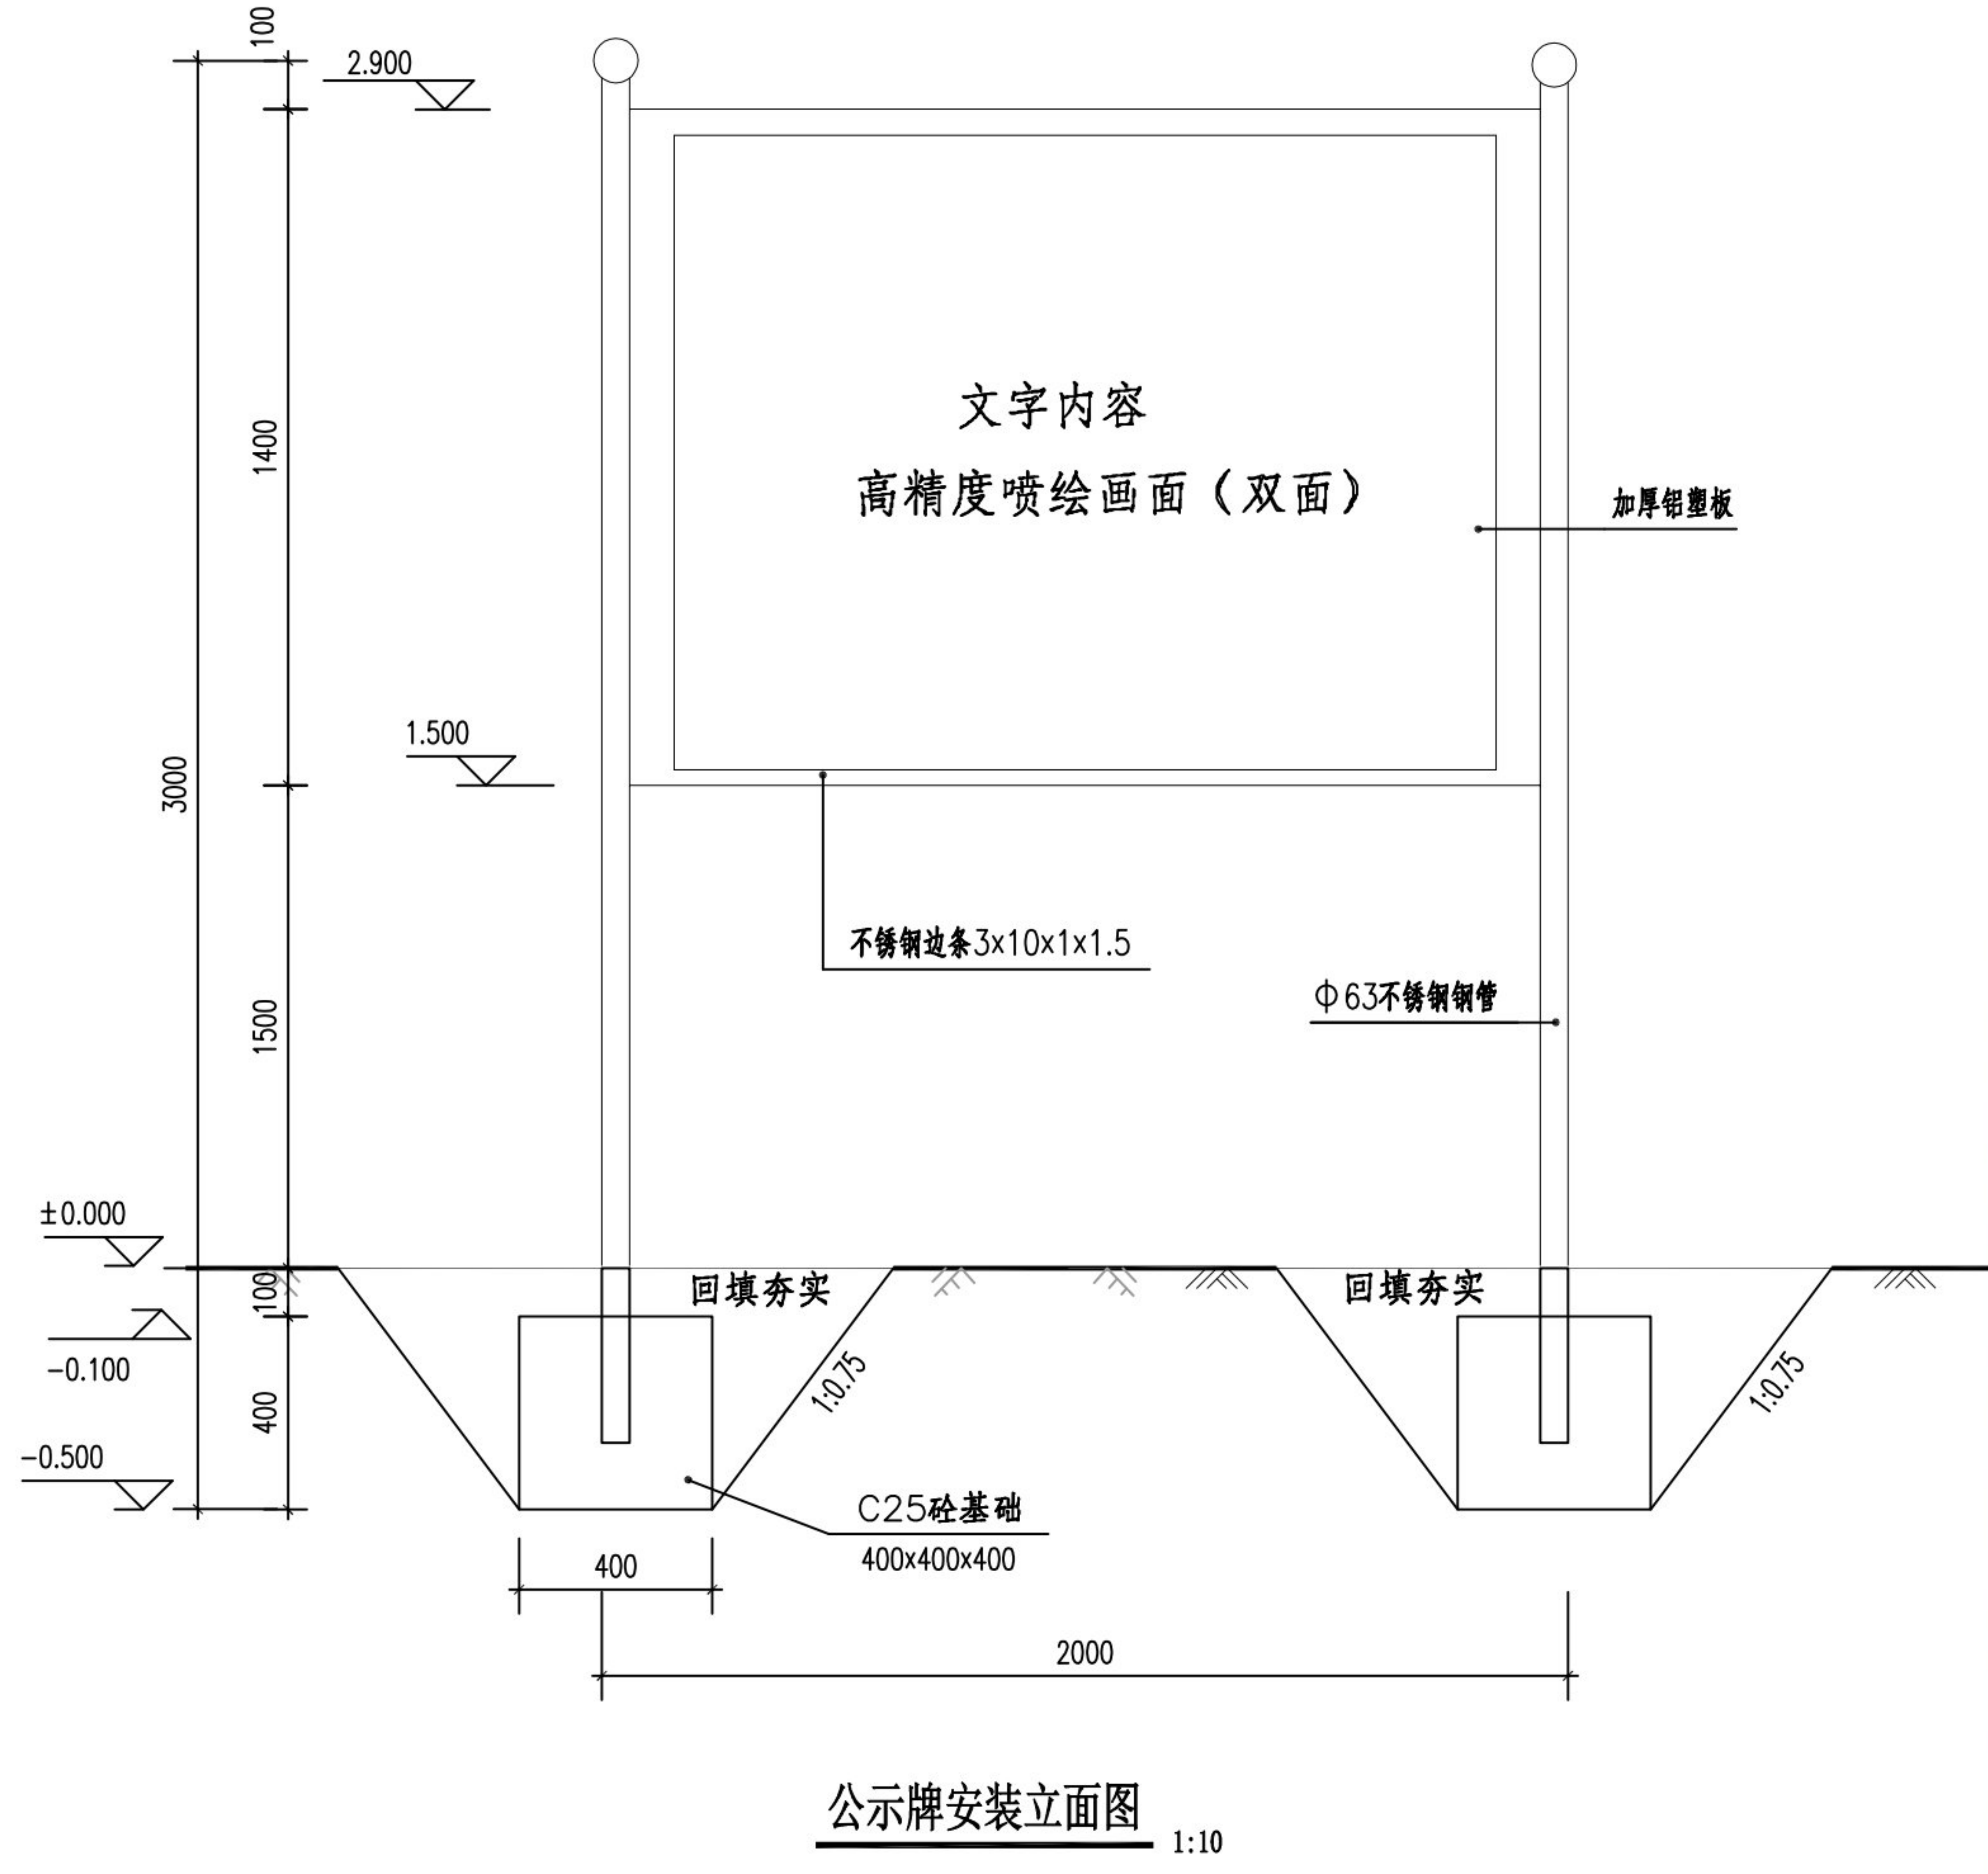 100
2.900
1400
文字内容
高精度喷绘画面（双面）
加厚铝塑板
1.500
3000
不锈钢边条3x10x1x1.5
Φ63不锈钢钢管
1500
±0.000
100
回填夯实
回填夯实
-0.100
1:0.75
1:0.75
400
-0.500
C25砼基础
400x400x400
400
2000
公示牌安装立面图
1:10